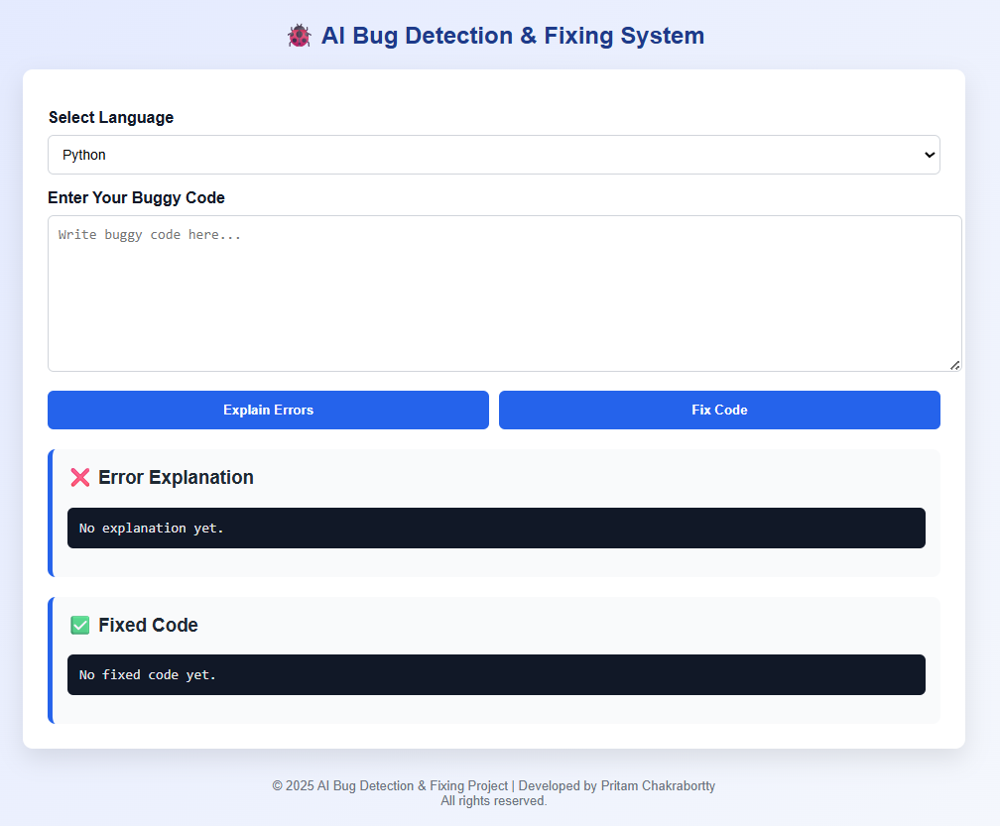 AI Bug Detection & Fixing System
Select Language
Python
Enter Your Buggy Code
Write buggy code here...
Explain Errors
Fix Code
Error Explanation
No explanation yet.
Fixed Code
No fixed code yet.
© 2025 AI Bug Detection & Fixing Project | Developed by Pritam Chakrabortty
All rights reserved.